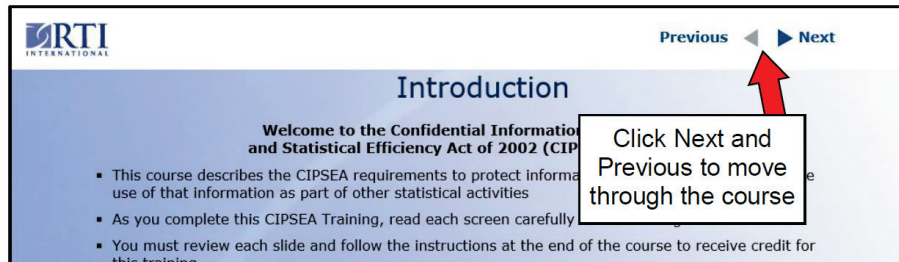 RTI
INTERNATIONAL
Previous Next
Introduction
Welcome to the Confidential Information
and Statistical Efficiency Act of 2002 (CIP
Click Next and
Previous to move
through the course
▪ This course describes the CIPSEA requirements to protect informa
use of that information as part of other statistical activities
▪ As you complete this CIPSEA Training, read each screen carefully
▪ You must review each slide and follow the instructions at the end of the course to receive credit for
this training